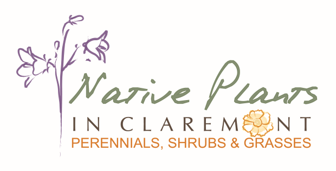 Native Plants
IN CLAREMONT
PERENNIALS, SHRUBS & GRASSES